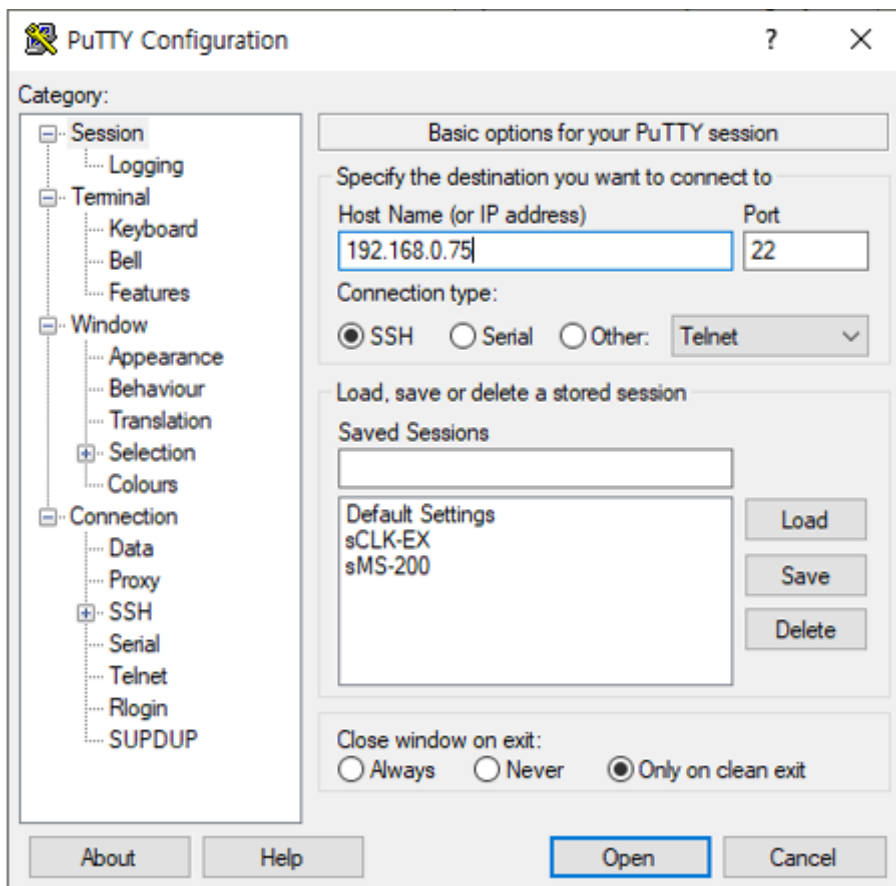 PuTTY Configuration
?
Category:
Session
Logging
Terminal
Keyboard
Bell
Features
Window
Appearance
Behaviour
Translation
Selection
Colours
Connection
Data
Proxy
SSH
Serial
Telnet
Rlogin
SUPDUP
Basic options for your PuTTY session
Specify the destination you want to connect to
Host Name (or IP address) Port
192.168.0.75 22
Connection type:
SSH Serial Other: Telnet
Load, save or delete a stored session
Saved Sessions
Default Settings
sCLK-EX
sMS-200
Load
Save
Delete
Close window on exit:
Always Never Only on clean exit
About Help Open Cancel